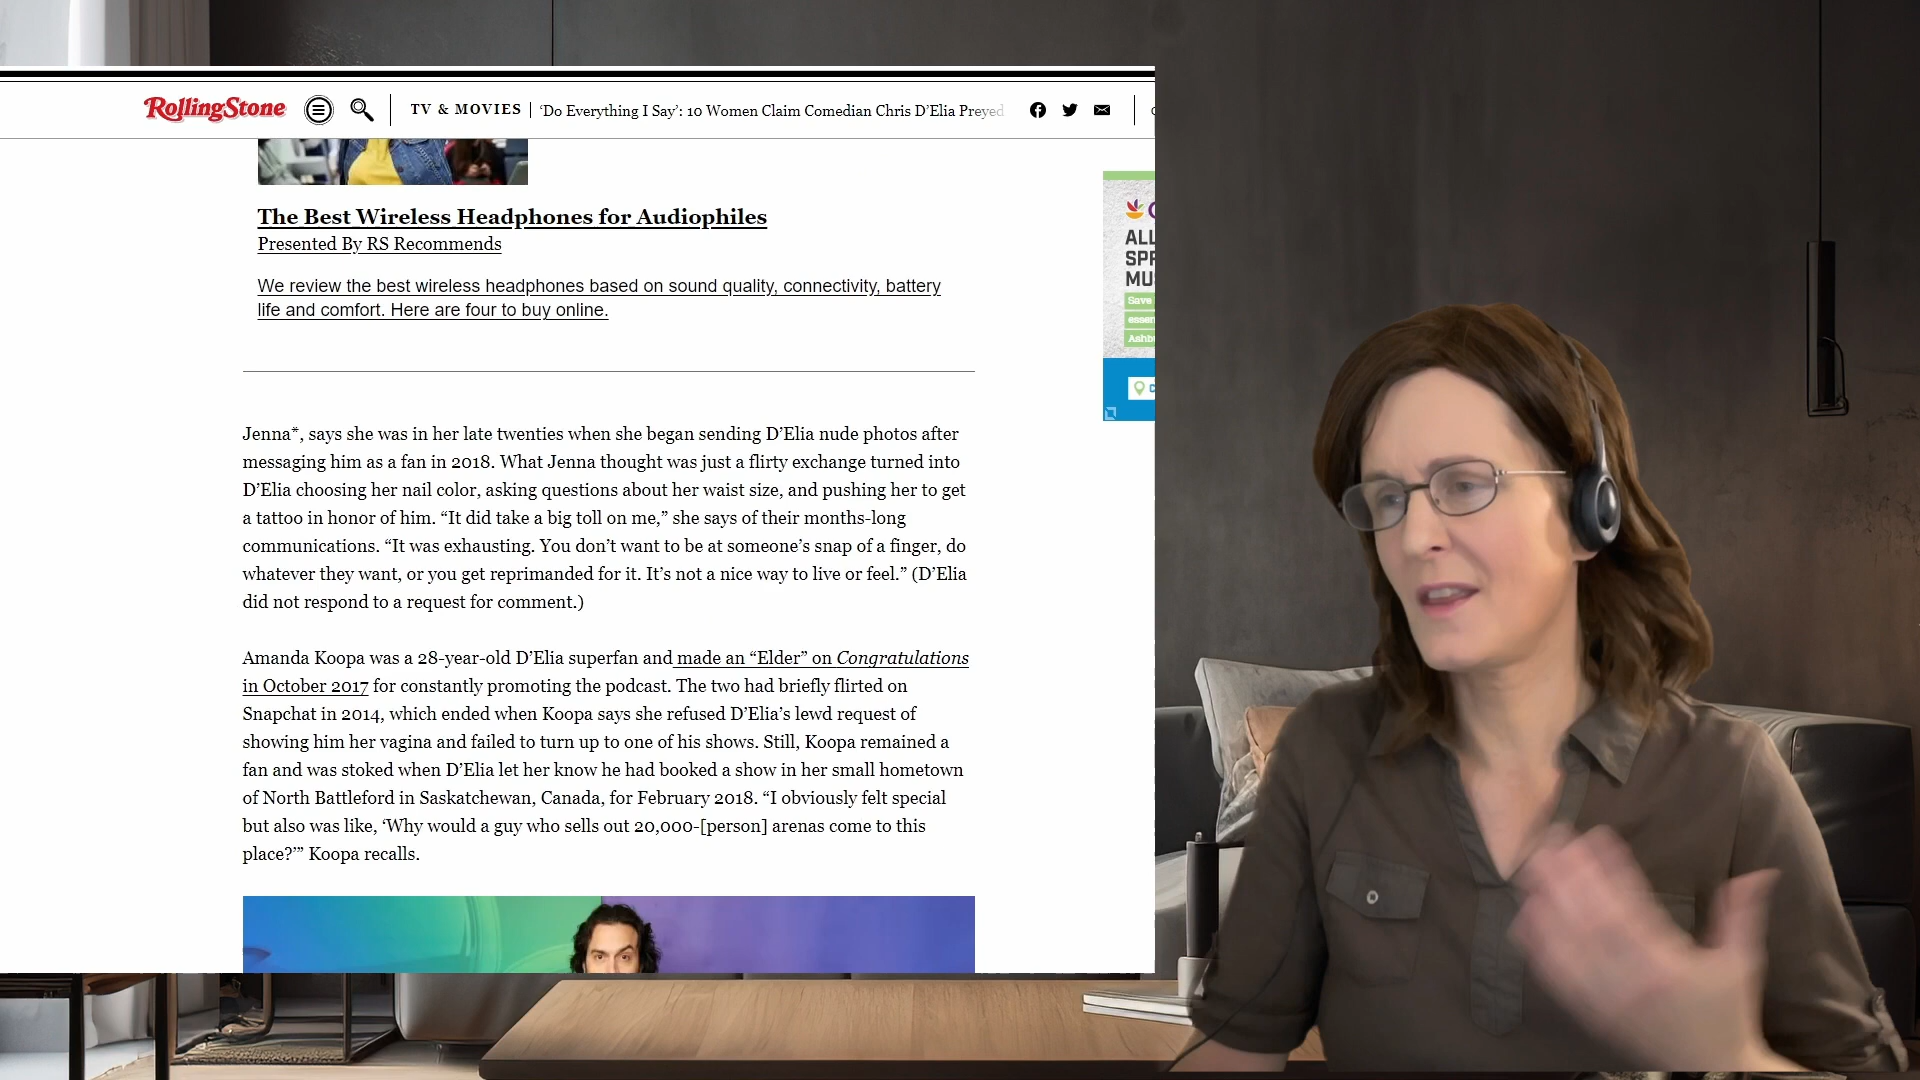 RollingStone
TV & MOVIES
‘Do Everything I Say’: 10 Women Claim Comedian Chris D’Elia Preyed
The Best Wireless Headphones for Audiophiles
Presented By RS Recommends
We review the best wireless headphones based on sound quality, connectivity, battery
life and comfort. Here are four to buy online.
ALL
Save
Jenna*, says she was in her late twenties when she began sending D’Elia nude photos after
messaging him as a fan in 2018. What Jenna thought was just a flirty exchange turned into
D’Elia choosing her nail color, asking questions about her waist size, and pushing her to get
a tattoo in honor of him. “It did take a big toll on me,” she says of their months-long
communications. “It was exhausting. You don’t want to be at someone’s snap of a finger, do
whatever they want, or you get reprimanded for it. It’s not a nice way to live or feel.” (D’Elia
did not respond to a request for comment.)
Amanda Koopa was a 28-year-old D’Elia superfan and made an “Elder” on Congratulations
in October 2017 for constantly promoting the podcast. The two had briefly flirted on
Snapchat in 2014, which ended when Koopa says she refused D’Elia’s lewd request of
showing him her vagina and failed to turn up to one of his shows. Still, Koopa remained a
fan and was stoked when D’Elia let her know he had booked a show in her small hometown
of North Battleford in Saskatchewan, Canada, for February 2018. “I obviously felt special
but also was like, ‘Why would a guy who sells out 20,000-[person] arenas come to this
place?’” Koopa recalls.